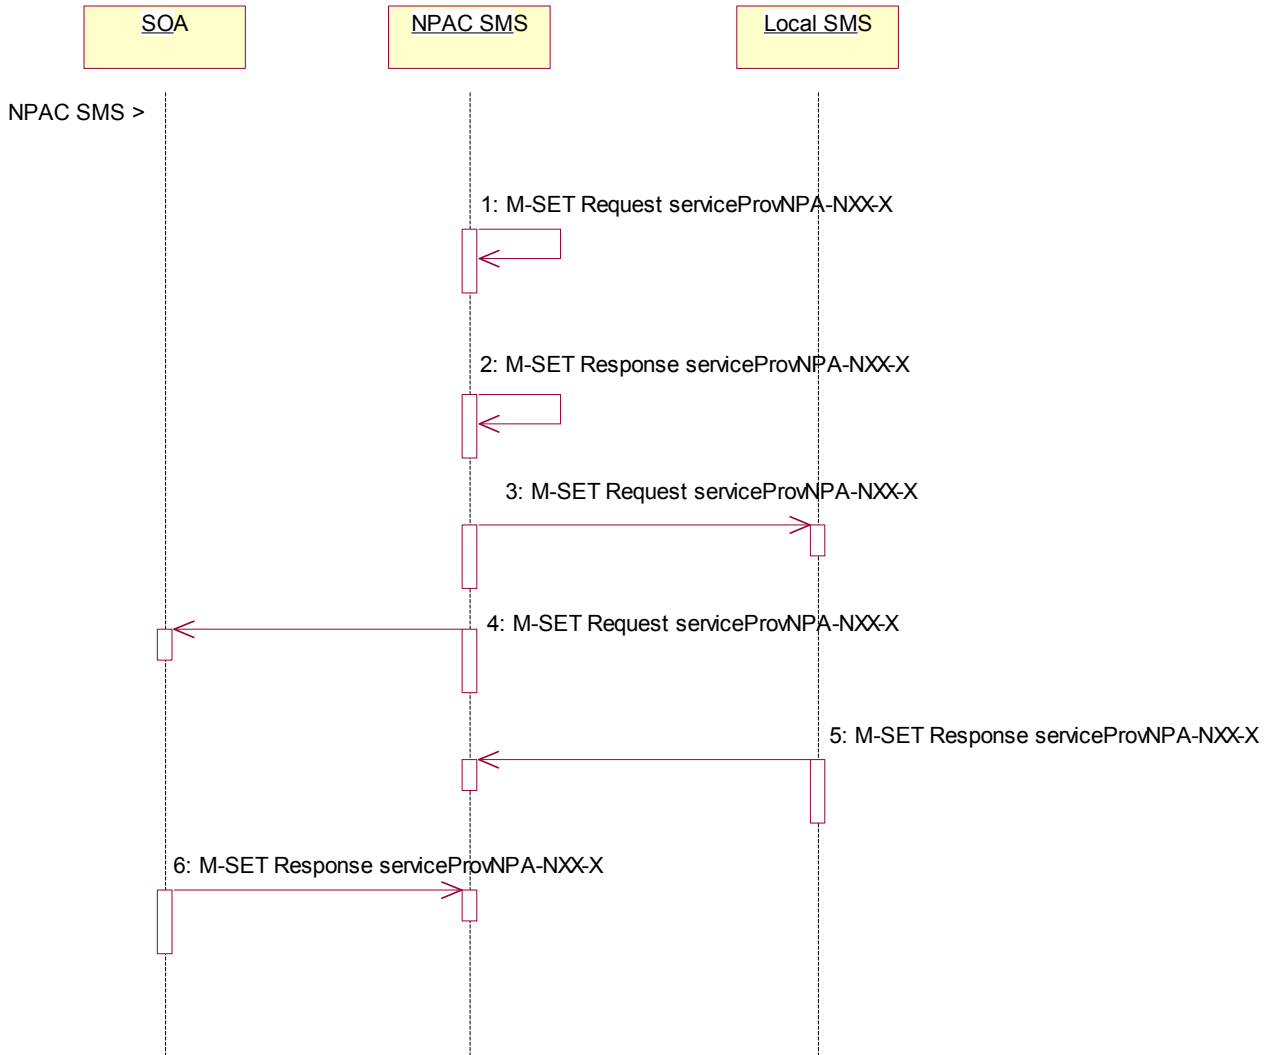 SOA
NPAC SMS
Local SMS
NPAC SMS >
1: M-SET Request serviceProvNPA-NXX-X
2: M-SET Response serviceProvNPA-NXX-X
3: M-SET Request serviceProvNPA-NXX-X
4: M-SET Request serviceProvNPA-NXX-X
5: M-SET Response serviceProvNPA-NXX-X
6: M-SET Response serviceProvNPA-NXX-X